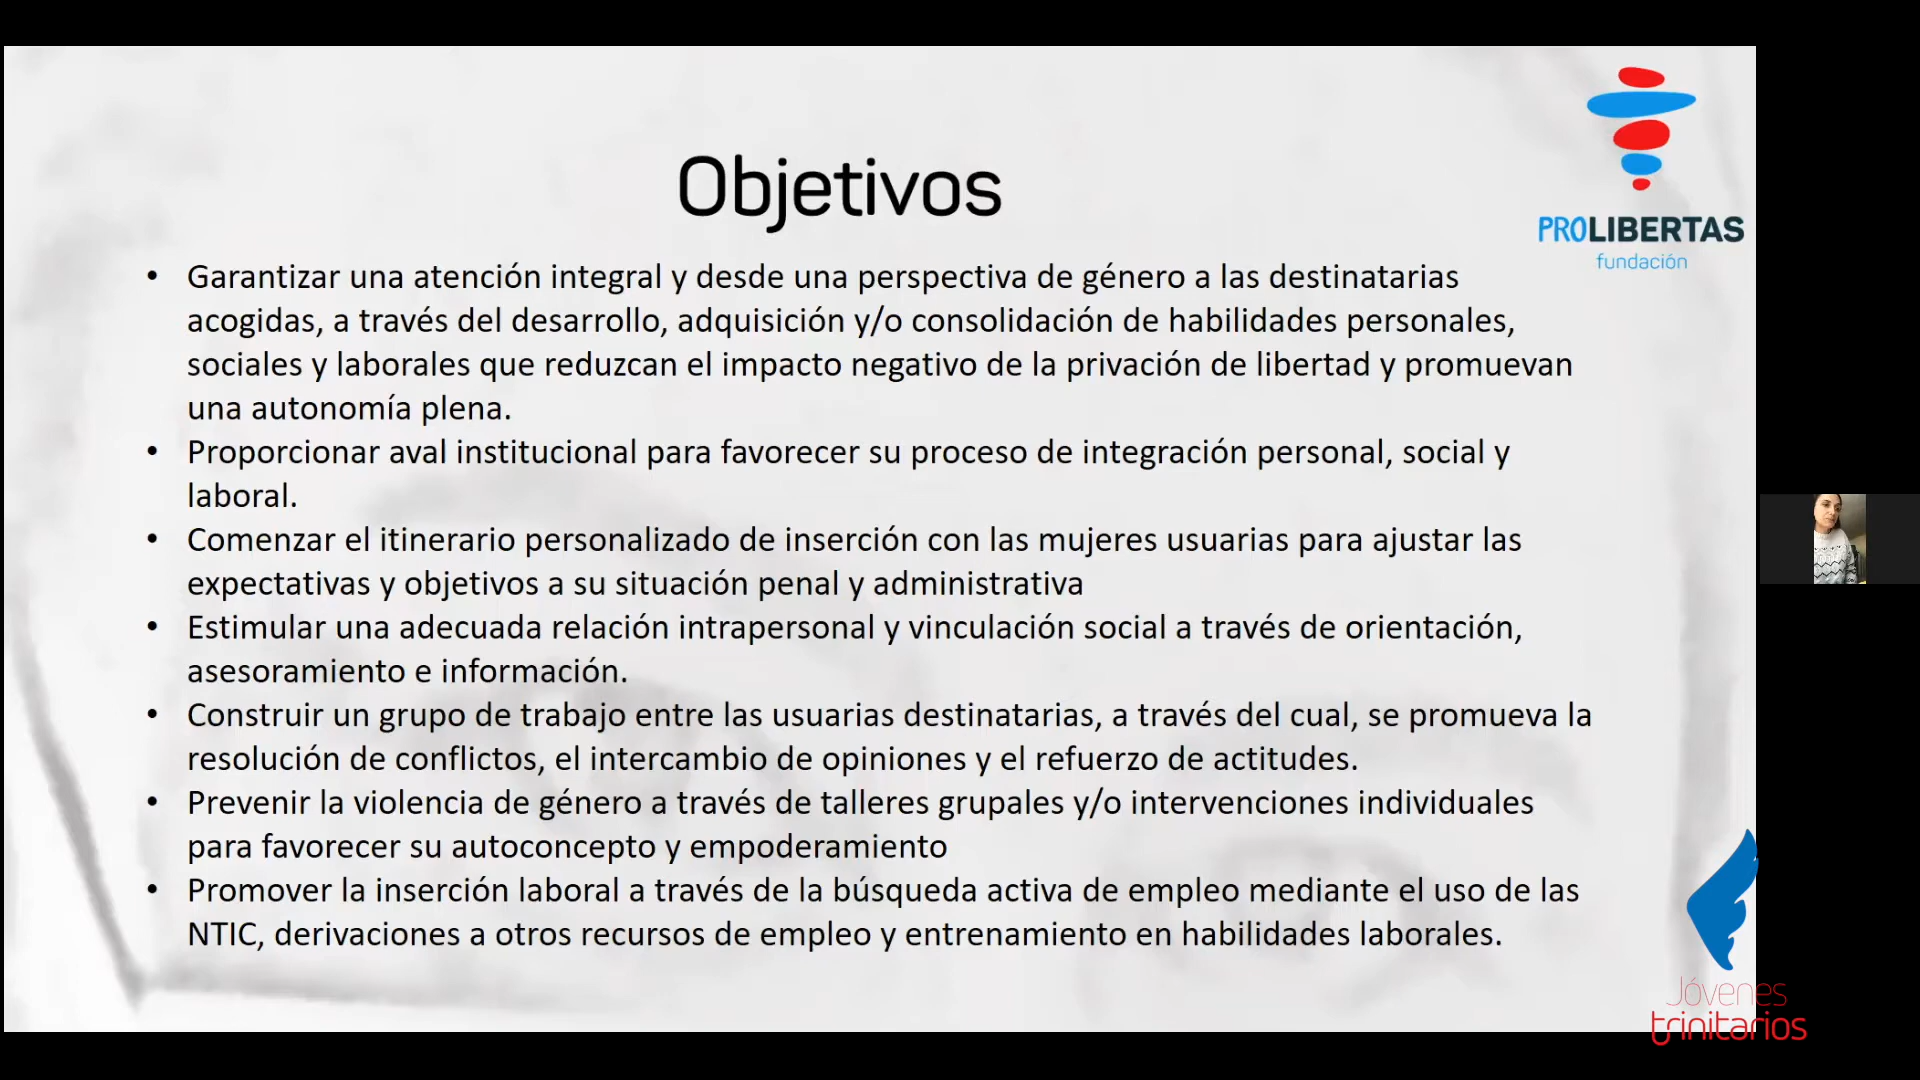 Objetivos
PROLIBERTAS
fundación
• Garantizar una atención integral y desde una perspectiva de género a las destinatarias
acogidas, a través del desarrollo, adquisición y/o consolidación de habilidades personales,
sociales y laborales que reduzcan el impacto negativo de la privación de libertad y promuevan
una autonomía plena.
• Proporcionar aval institucional para favorecer su proceso de integración personal, social y
laboral.
• Comenzar el itinerario personalizado de inserción con las mujeres usuarias para ajustar las
expectativas y objetivos a su situación penal y administrativa
• Estimular una adecuada relación intrapersonal y vinculación social a través de orientación,
asesoramiento e información.
• Construir un grupo de trabajo entre las usuarias destinatarias, a través del cual, se promueva la
resolución de conflictos, el intercambio de opiniones y el refuerzo de actitudes.
• Prevenir la violencia de género a través de talleres grupales y/o intervenciones individuales
para favorecer su autoconcepto y empoderamiento
• Promover la inserción laboral a través de la búsqueda activa de empleo mediante el uso de las
NTIC, derivaciones a otros recursos de empleo y entrenamiento en habilidades laborales.
Jóvenes
trinitarios